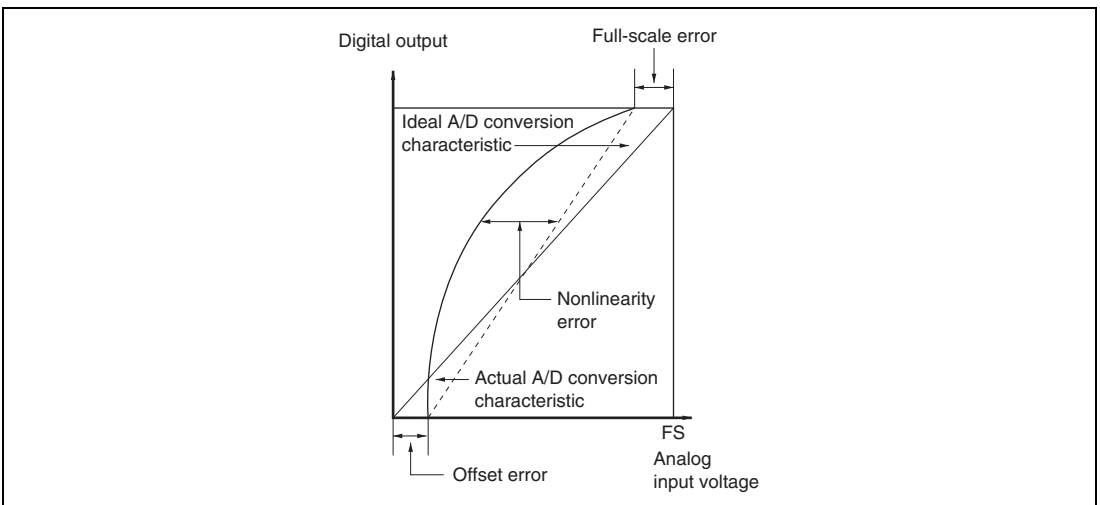 Digital output
Full-scale error
Ideal A/D conversion
characteristic
Nonlinearity
error
Actual A/D conversion
characteristic
FS
Analog
input voltage
Offset error